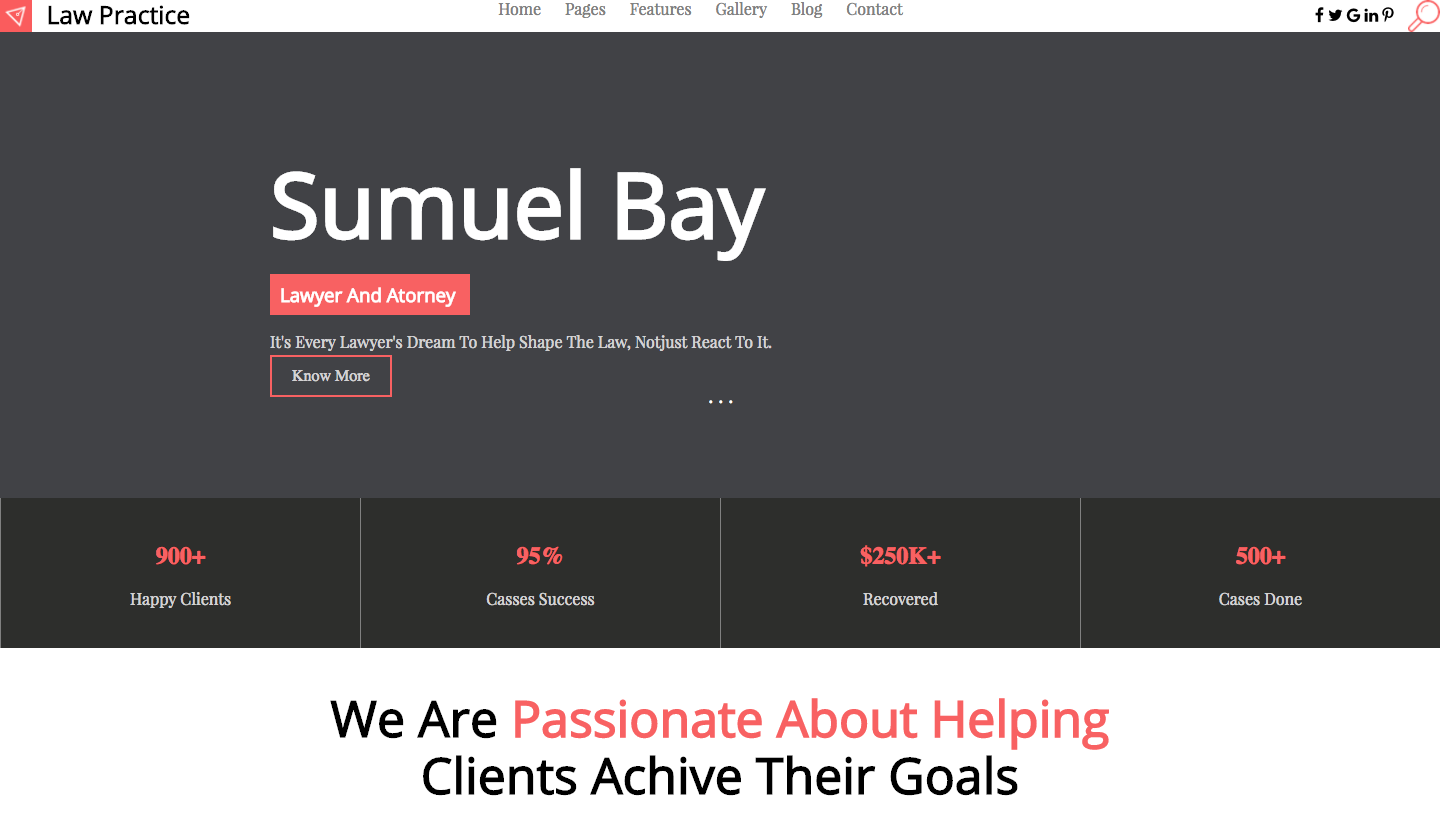 Law Practice
Home Pages Features Gallery Blog Contact
Sumuel Bay
Lawyer And Atorney
It's Every Lawyer's Dream To Help Shape The Law, Notjust React To It.
Know More
...
900+ 95% $250K+ 500+
Happy Clients Casses Success Recovered Cases Done
We Are Passionate About Helping
Clients Achive Their Goals